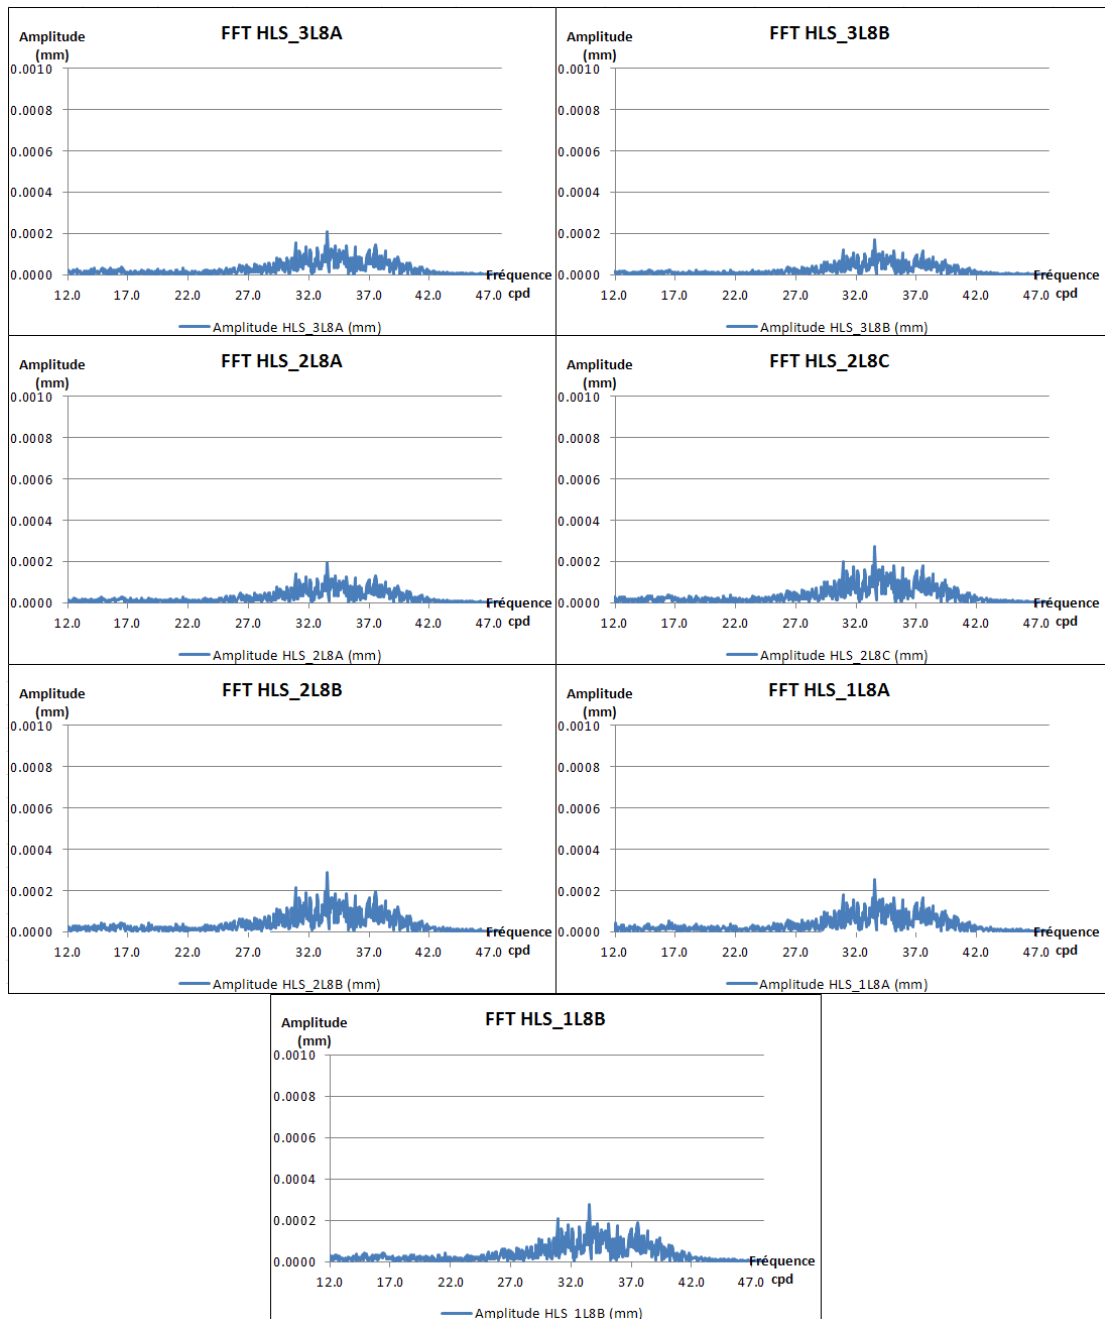 FFT HLS_3L8A
Amplitude
(mm)
0.0010
0.0008
0.0006
0.0004
0.0002
0.0000
12.0 17.0 22.0 27.0 32.0 37.0 42.0 47.0
Fréquence
cpd
Amplitude HLS_3L8A (mm)
FFT HLS_3L8B
Amplitude
(mm)
0.0010
0.0008
0.0006
0.0004
0.0002
0.0000
12.0 17.0 22.0 27.0 32.0 37.0 42.0 47.0
Fréquence
cpd
Amplitude HLS_3L8B (mm)
FFT HLS_2L8A
Amplitude
(mm)
0.0010
0.0008
0.0006
0.0004
0.0002
0.0000
12.0 17.0 22.0 27.0 32.0 37.0 42.0 47.0
Fréquence
cpd
Amplitude HLS_2L8A (mm)
FFT HLS_2L8C
Amplitude
(mm)
0.0010
0.0008
0.0006
0.0004
0.0002
0.0000
12.0 17.0 22.0 27.0 32.0 37.0 42.0 47.0
Fréquence
cpd
Amplitude HLS_2L8C (mm)
FFT HLS_2L8B
Amplitude
(mm)
0.0010
0.0008
0.0006
0.0004
0.0002
0.0000
12.0 17.0 22.0 27.0 32.0 37.0 42.0 47.0
Fréquence
cpd
Amplitude HLS_2L8B (mm)
FFT HLS_1L8A
Amplitude
(mm)
0.0010
0.0008
0.0006
0.0004
0.0002
0.0000
12.0 17.0 22.0 27.0 32.0 37.0 42.0 47.0
Fréquence
cpd
Amplitude HLS_1L8A (mm)
FFT HLS_1L8B
Amplitude
(mm)
0.0010
0.0008
0.0006
0.0004
0.0002
0.0000
12.0 17.0 22.0 27.0 32.0 37.0 42.0 47.0
Fréquence
cpd
Amplitude HLS_1L8B (mm)